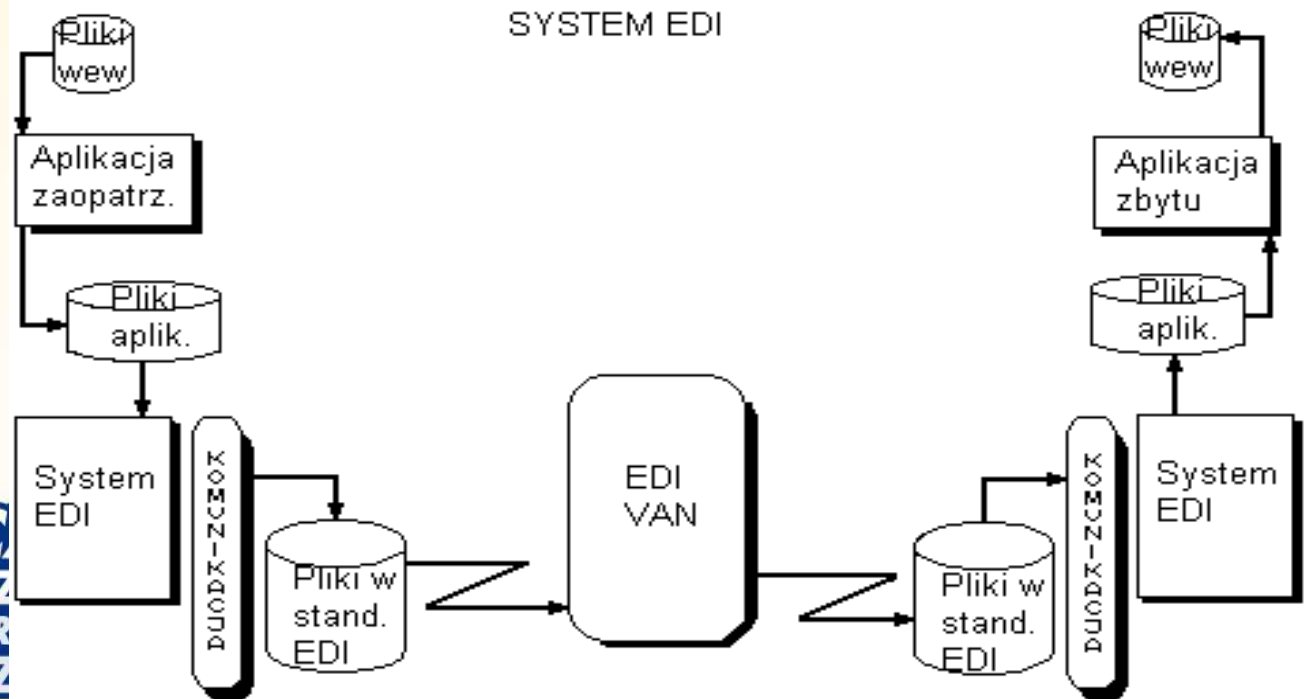 SYSTEM EDI
Pliki
wew
Aplikacja
zaopatrz.
Pliki
aplik.
System
EDI
KOMUNIKACJA
Pliki w
stand.
EDI
EDI
VAN
Pliki w
stand.
EDI
KOMUNIKACJA
System
EDI
Pliki
aplik.
Aplikacja
zbytu
Pliki
wew